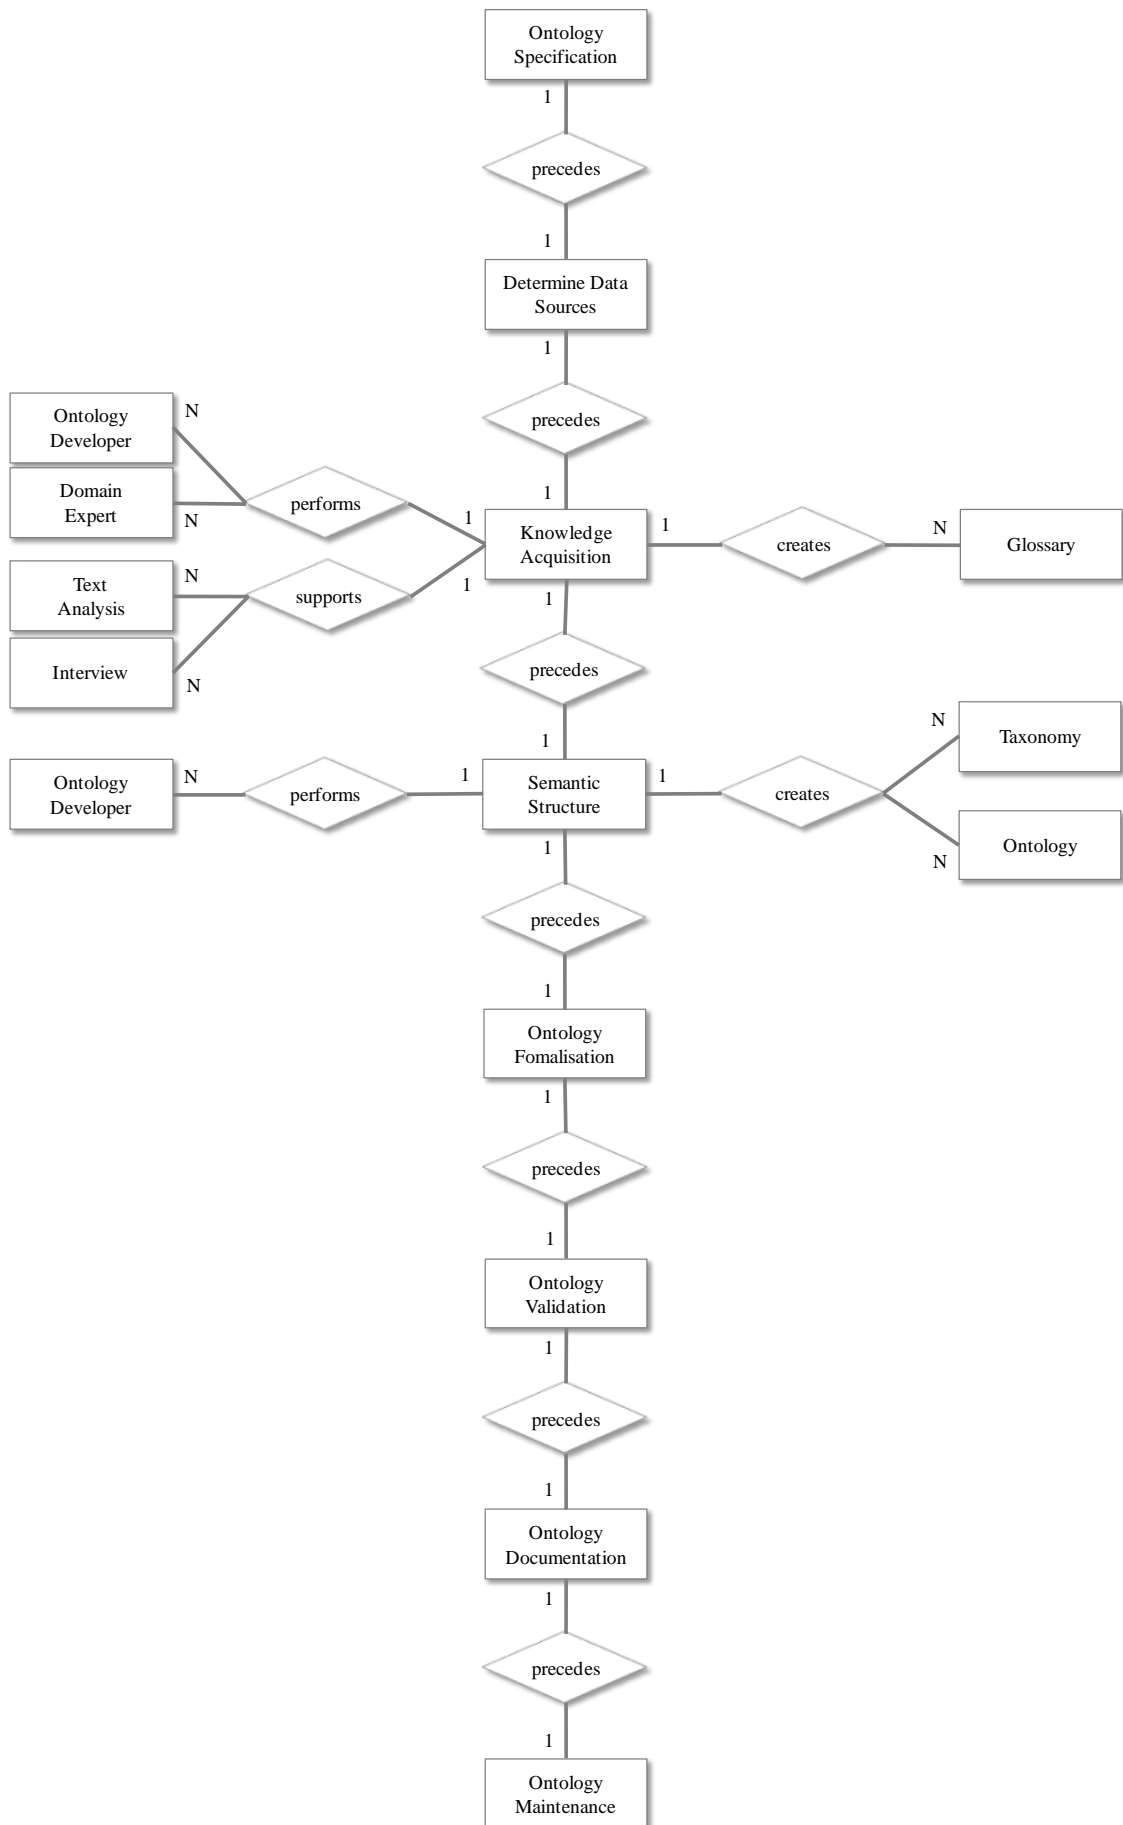 Ontology
Specification
1
precedes
1
Determine Data
Sources
1
precedes
1
Ontology
Developer
N
Domain
Expert
N
performs
1
Text
Analysis
N
Interview
N
supports
1
Knowledge
Acquisition
1
creates
N
Glossary
1
precedes
1
Ontology
Developer
N
performs
1
Semantic
Structure
1
creates
N
Taxonomy
N
Ontology
1
precedes
1
Ontology
Fomalisation
1
precedes
1
Ontology
Validation
1
precedes
1
Ontology
Documentation
1
precedes
1
Ontology
Maintenance